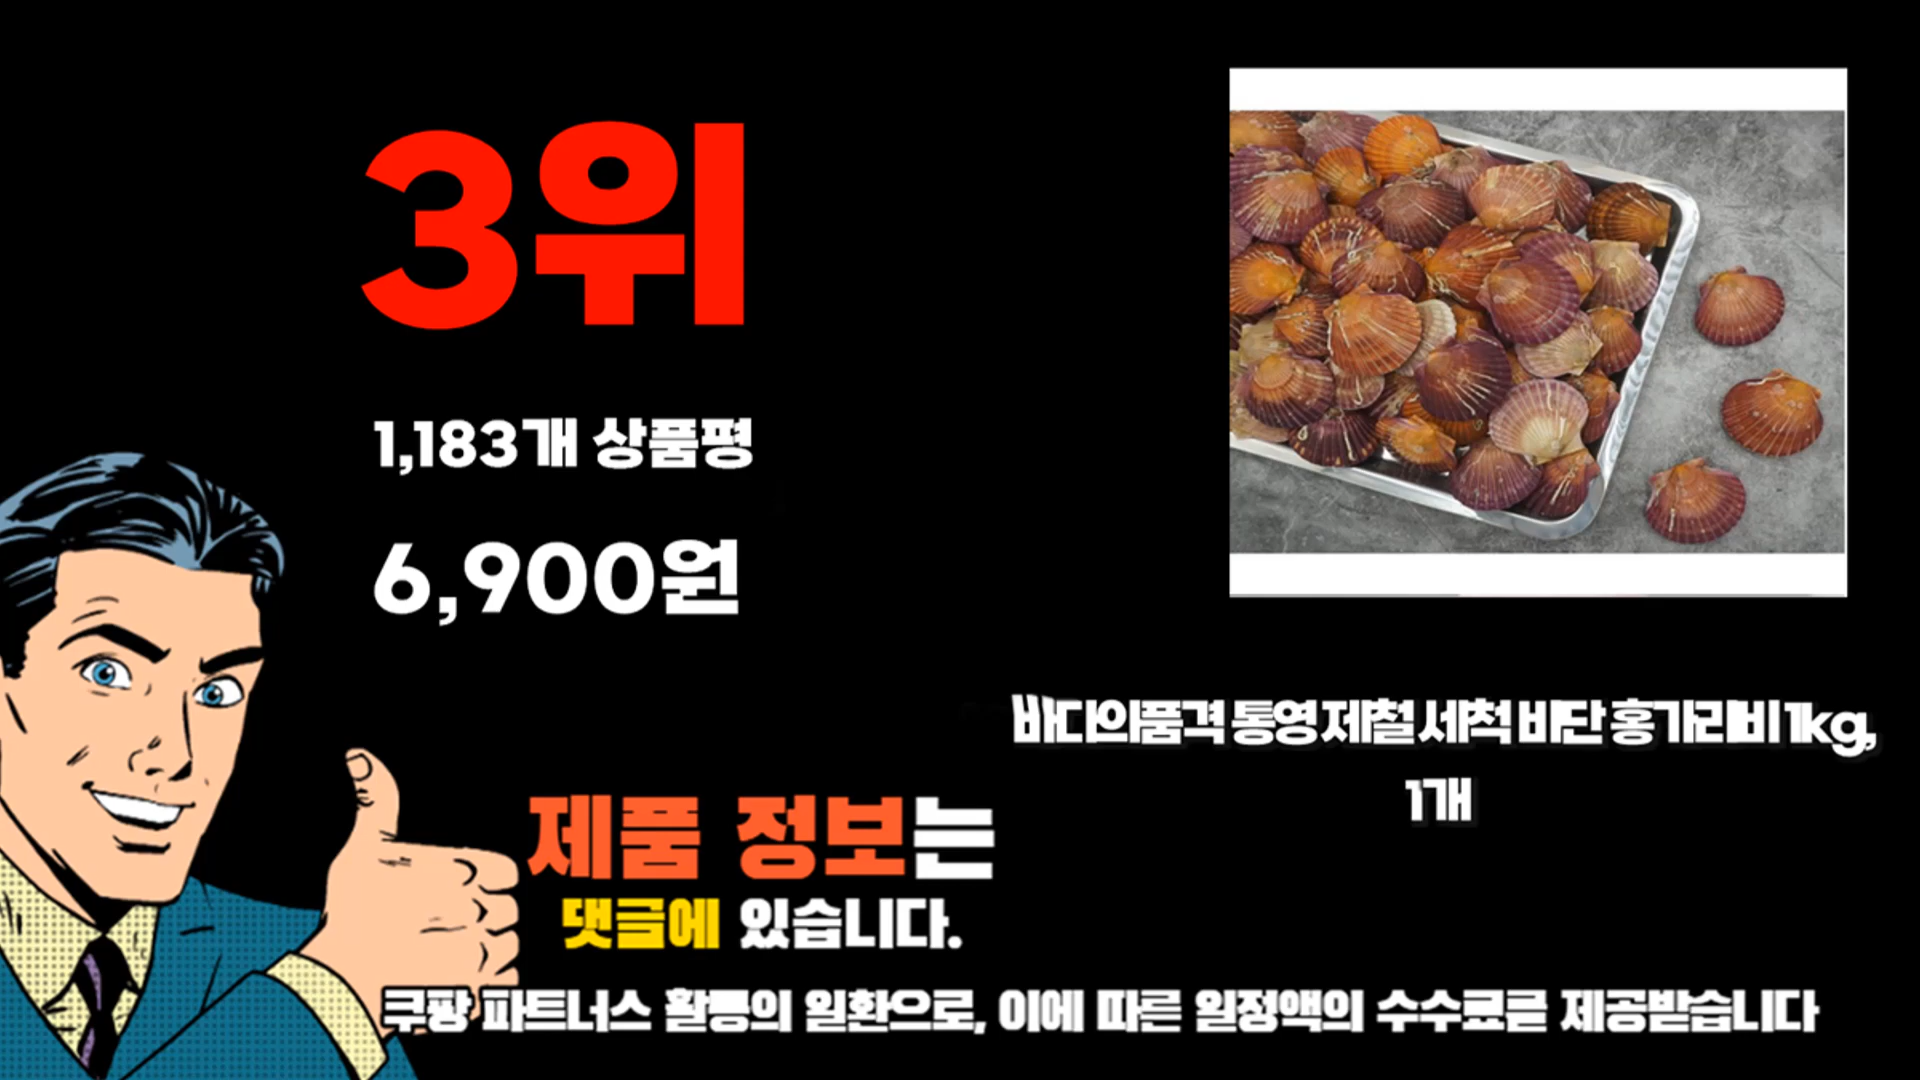 3위
1,183개 상품평
6,900원
바다의품격 통영 제철 세척 비단 홍가리비 1kg,
1개
제품 정보는
댓글에 있습니다.
쿠팡 파트너스 활동의 일환으로, 이에 따른 일정액의 수수료를 제공받습니다